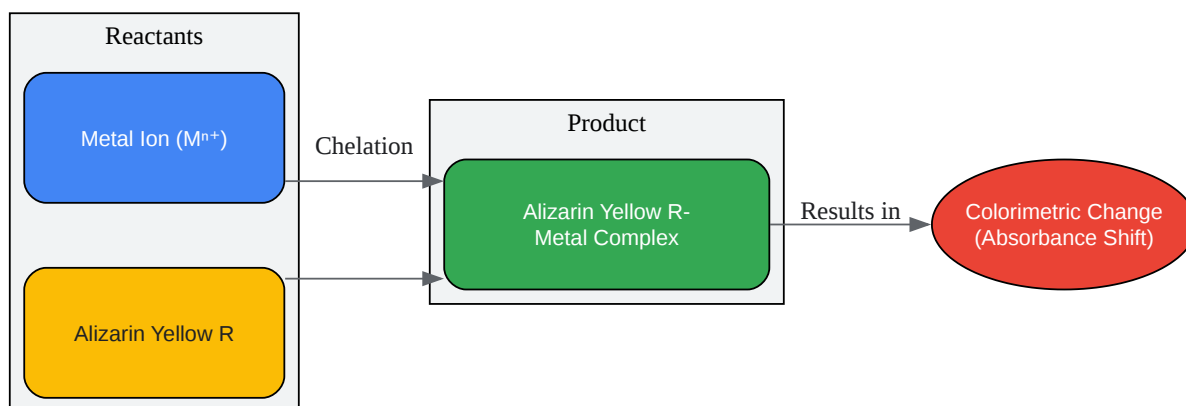 Reactants
Metal Ion (Mⁿ⁺)
Alizarin Yellow R
Chelation
Product
Alizarin Yellow R-
Metal Complex
Results in
Colorimetric Change
(Absorbance Shift)